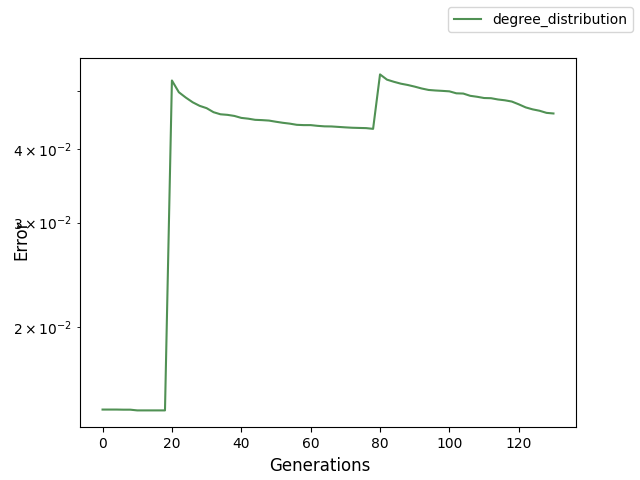 degree_distribution
4 × 10⁻²
3 × 10⁻²
2 × 10⁻²
Error
0 20 40 60 80 100 120
Generations